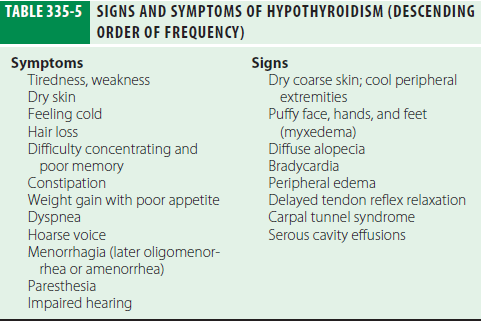 TABLE 335-5 SIGNS AND SYMPTOMS OF HYPOTHYROIDISM (DESCENDING
ORDER OF FREQUENCY)
Symptoms
Tiredness, weakness
Dry skin
Feeling cold
Hair loss
Difficulty concentrating and
poor memory
Constipation
Weight gain with poor appetite
Dyspnea
Hoarse voice
Menorrhagia (later oligomenor-
rhea or amenorrhea)
Paresthesia
Impaired hearing
Signs
Dry coarse skin; cool peripheral
extremities
Puffy face, hands, and feet
(myxedema)
Diffuse alopecia
Bradycardia
Peripheral edema
Delayed tendon reflex relaxation
Carpal tunnel syndrome
Serous cavity effusions